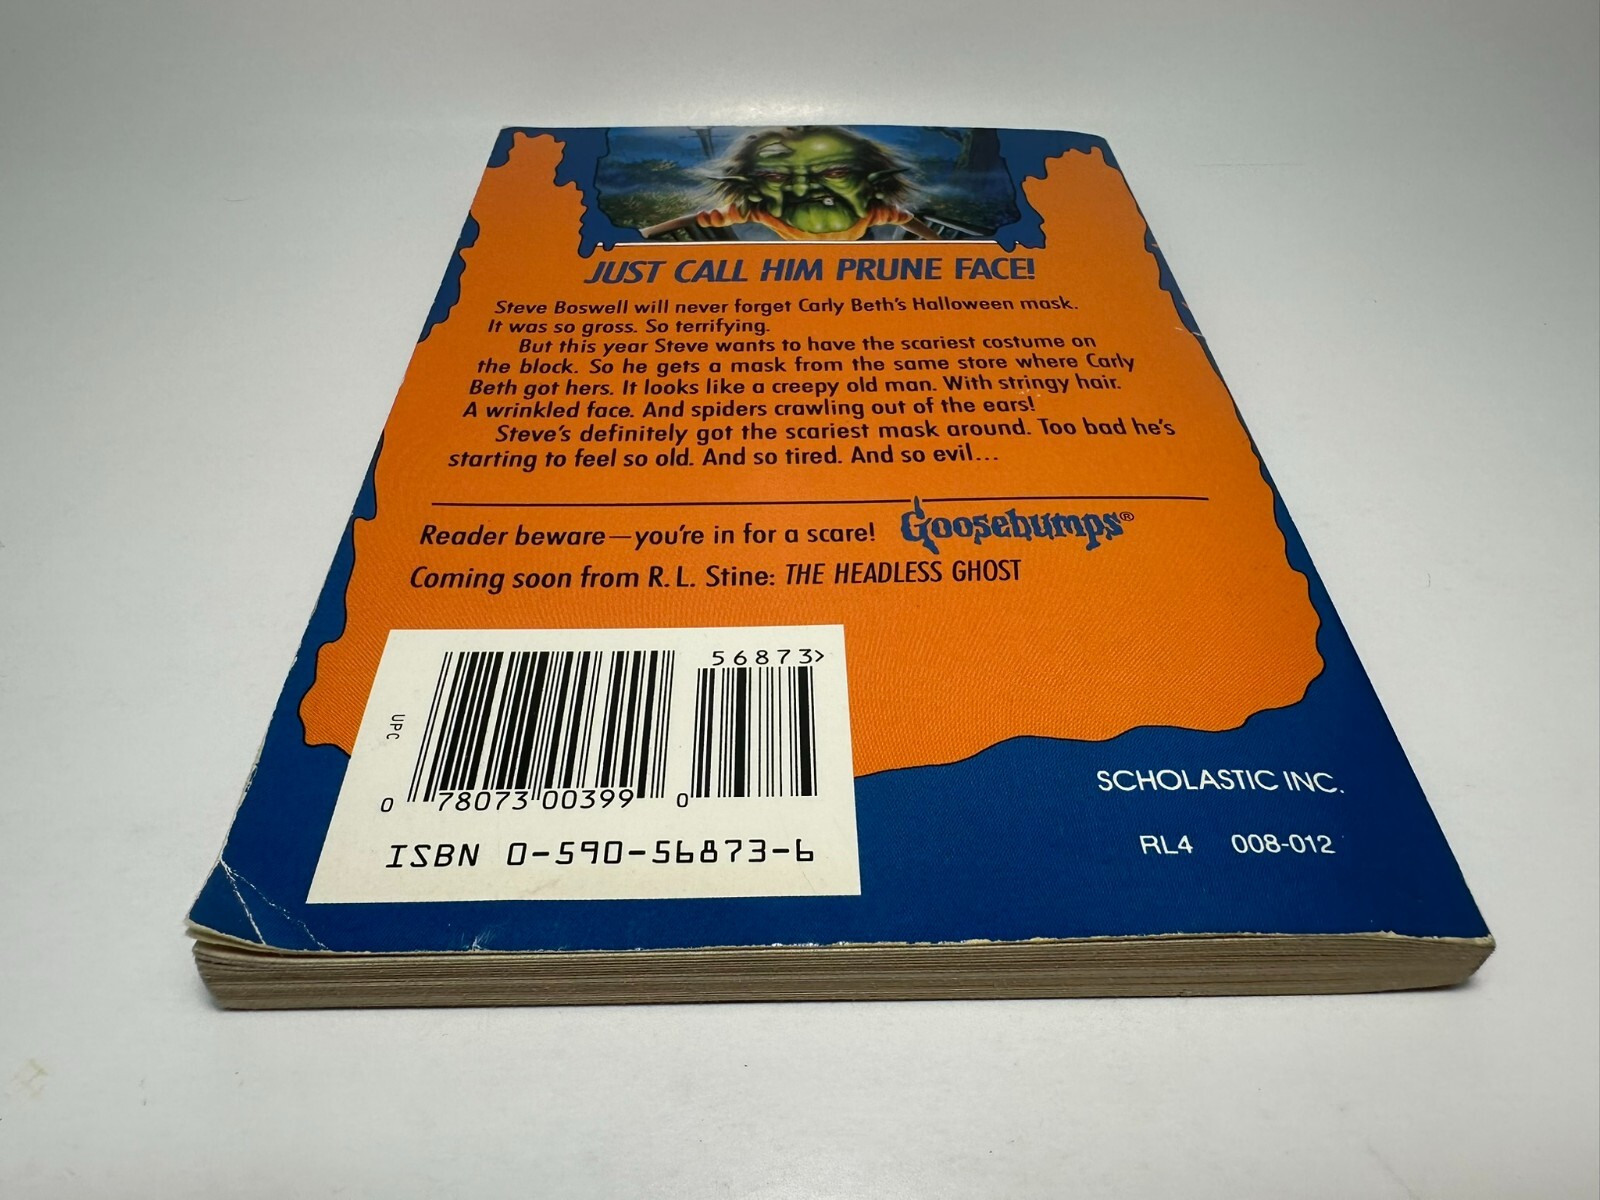 JUST CALL HIM PRUNE FACE!
Steve Boswell will never forget Carly Beth's Halloween mask.
It was so gross. So terrifying.
But this year Steve wants to have the scariest costume on
the block. So he gets a mask from the same store where Carly
Beth got hers. It looks like a creepy old man. With stringy hair.
A wrinkled face. And spiders crawling out of the ears!
Steve's definitely got the scariest mask around. Too bad he's
starting to feel so old. And so tired. And so evil...
Reader beware—you're in for a scare! Goosebumps®
Coming soon from R. L. Stine: THE HEADLESS GHOST
56873>
UPC
0 78073 00399 0
ISBN 0-590-56873-6
SCHOLASTIC INC.
RL4 008-012